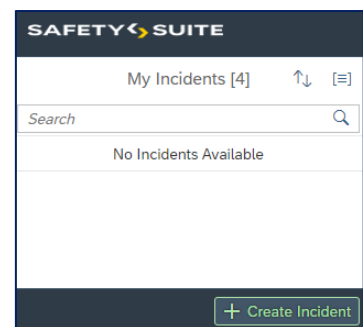 SAFETY SUITE
My Incidents [4]
Search
No Incidents Available
Create Incident